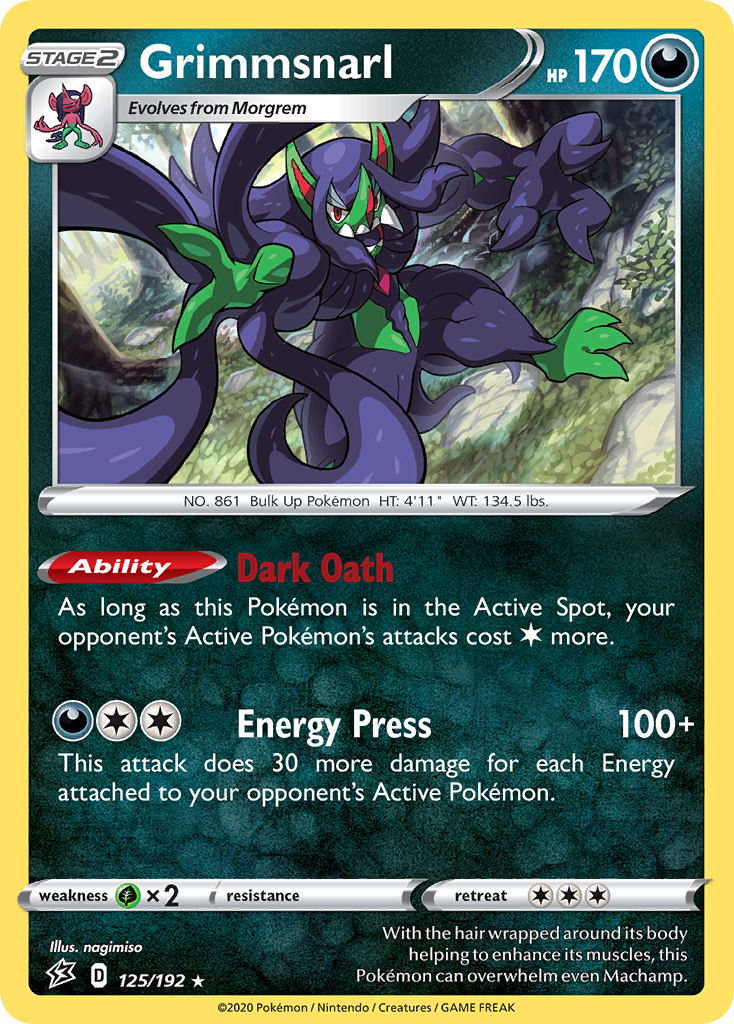 STAGE 2
Grimmsnarl
HP 170
Evolves from Morgrem
NO. 861 Bulk Up Pokémon HT: 4'11" WT: 134.5 lbs.
Ability Dark Oath
As long as this Pokémon is in the Active Spot, your
opponent's Active Pokémon's attacks cost more.
Energy Press 100+
This attack does 30 more damage for each Energy
attached to your opponent's Active Pokémon.
weakness ×2 resistance retreat
Illus. nagimiso
With the hair wrapped around its body
helping to enhance its muscles, this
Pokémon can overwhelm even Machamp.
D 125/192 ★
©2020 Pokémon / Nintendo / Creatures / GAME FREAK